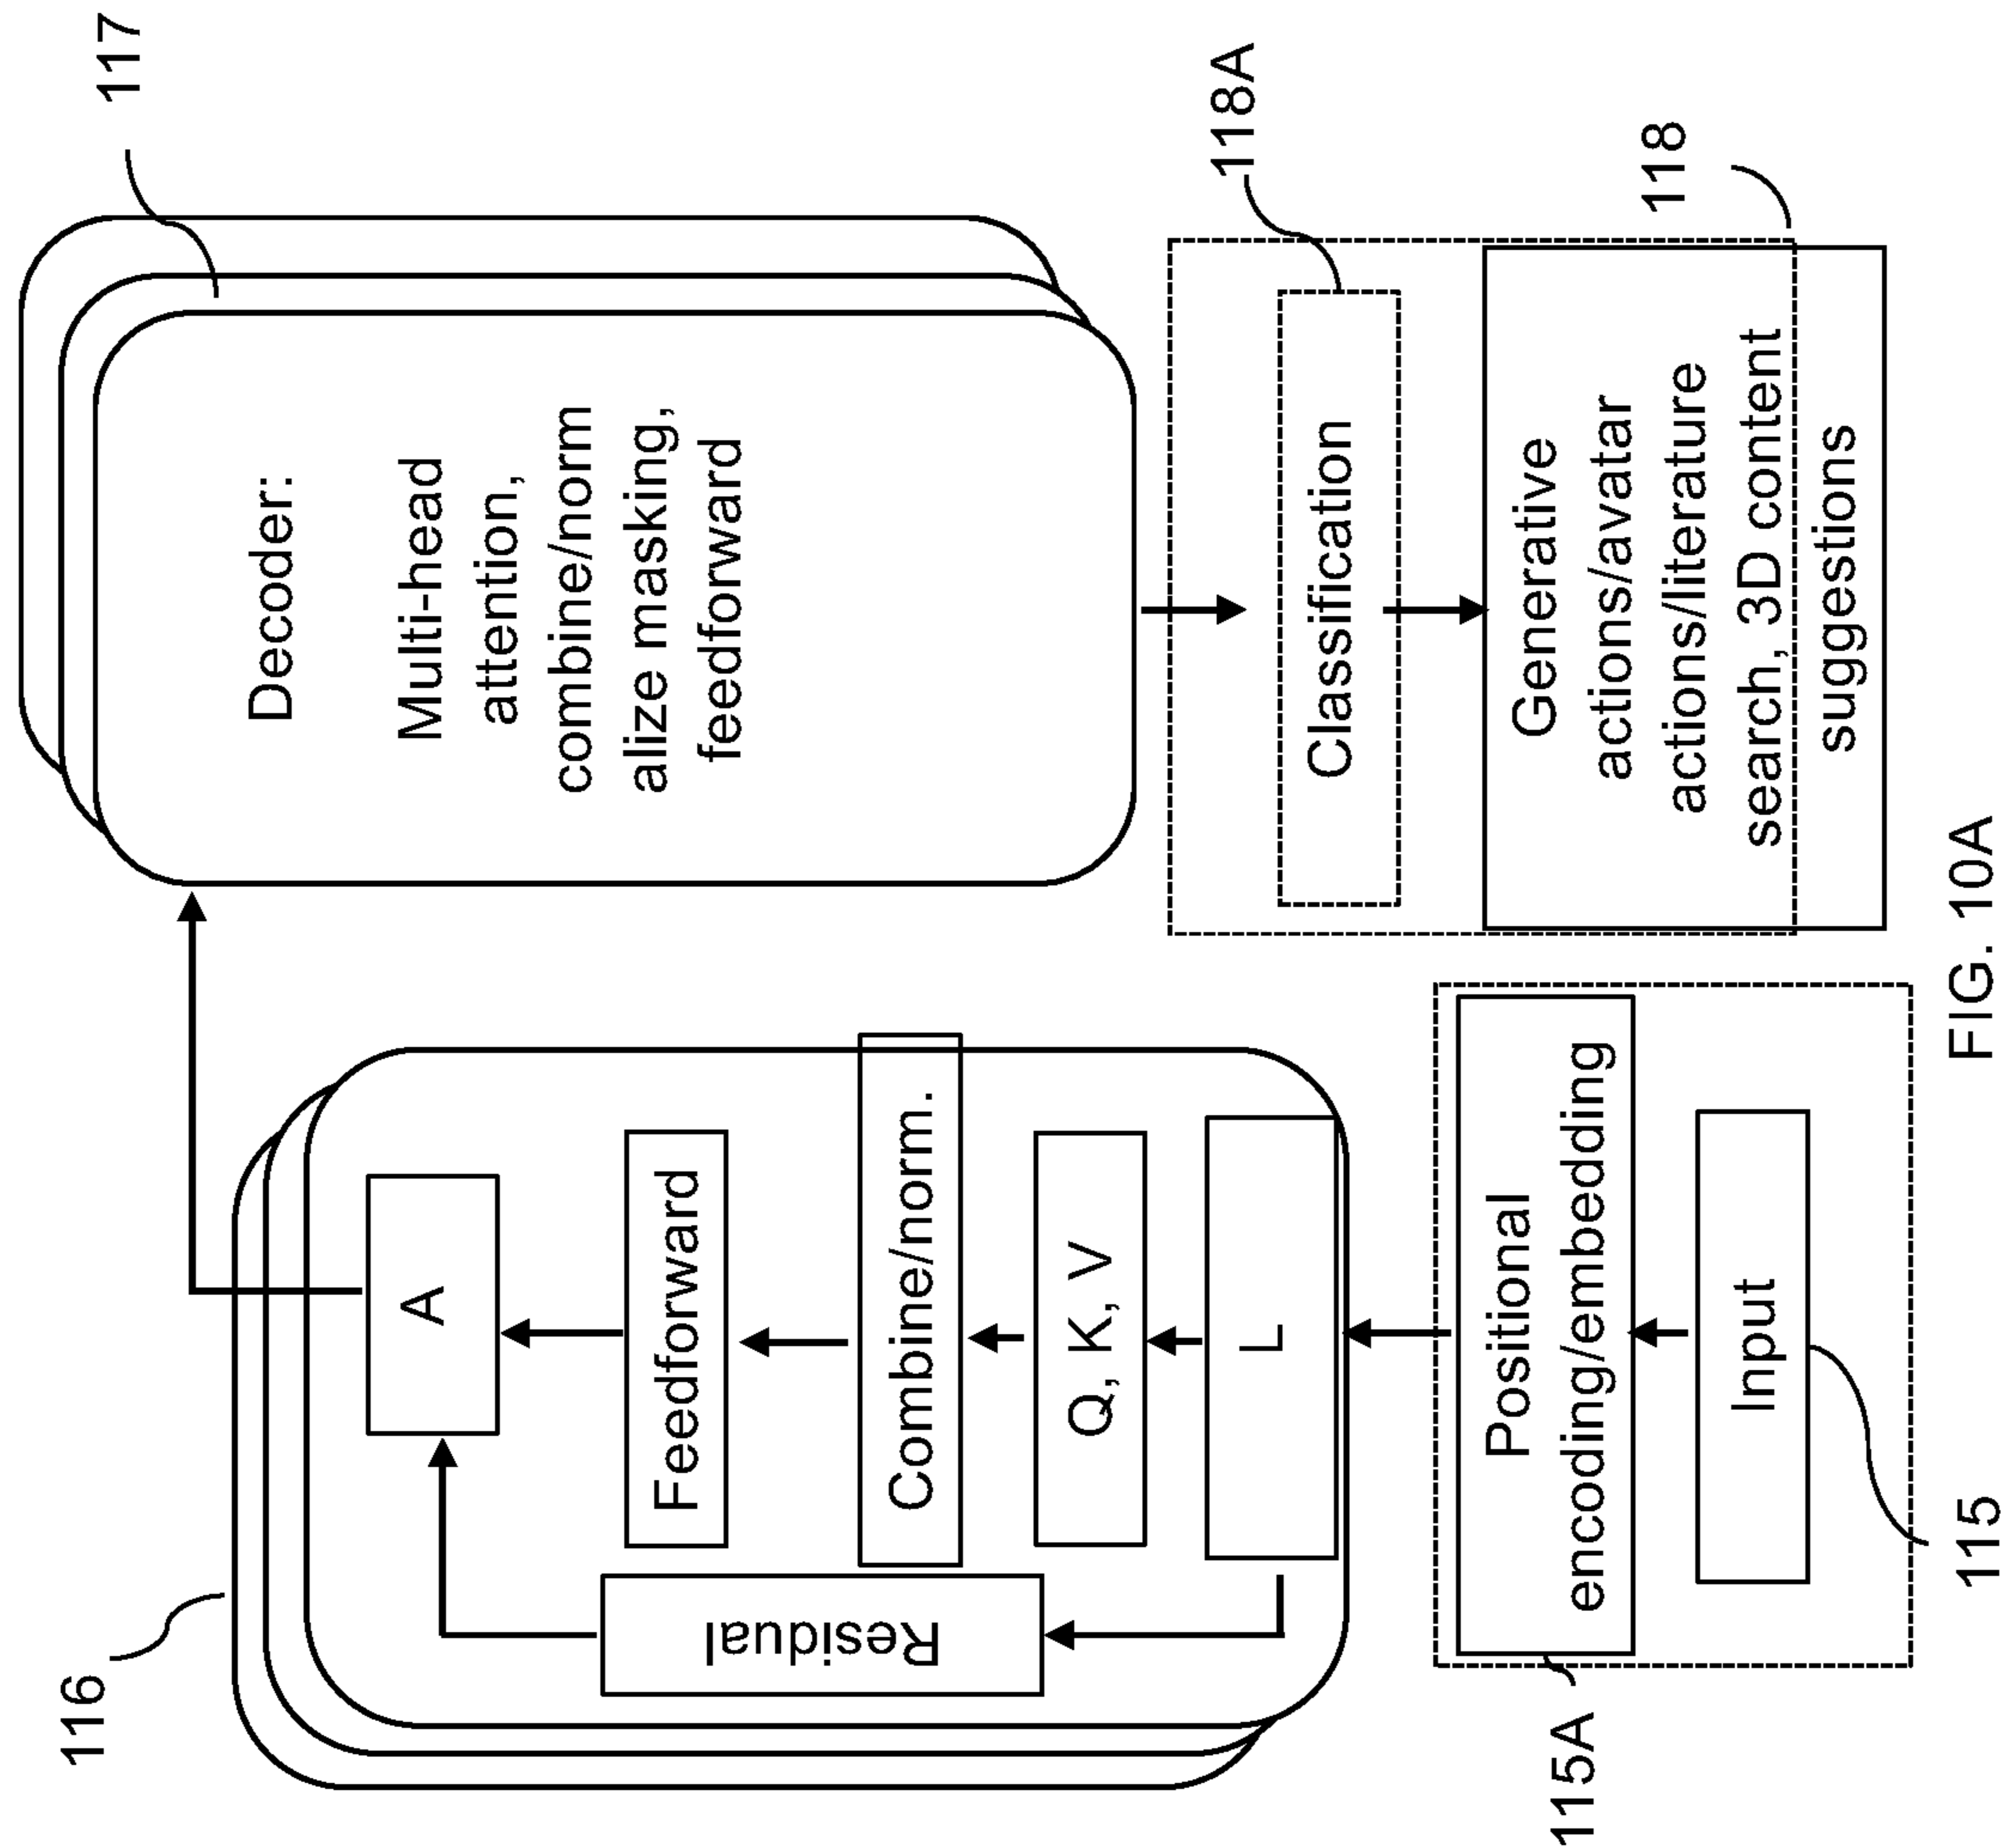 116
A
Feedforward
Combine/norm.
Q, K, V
L
Residual
Positional
encoding/embedding
115A
Input
115
117
Decoder:
Multi-head
attention,
combine/norm
alize masking,
feedforward
118A
Classification
118
Generative
actions/avatar
actions/literature
search, 3D content
suggestions
FIG. 10A